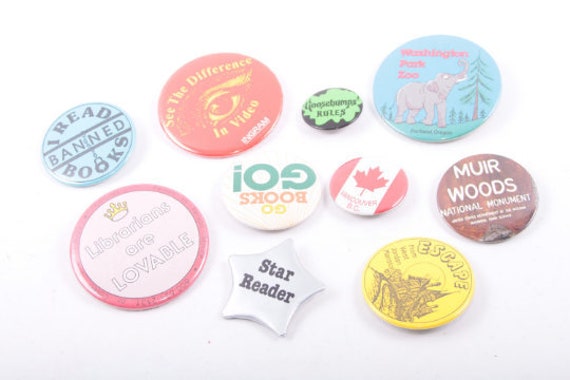 I READ
BANNED
BOOKS
See The Difference
In Video
INGRAM
Goosebumps
RULES
Washington
Park
Zoo
Portland, Oregon
GO
BOOKS
GO!
VANCOUVER
B.C.
MUIR
WOODS
NATIONAL MONUMENT
Librarians
are
LOVABLE
Star
Reader
ESCAPE